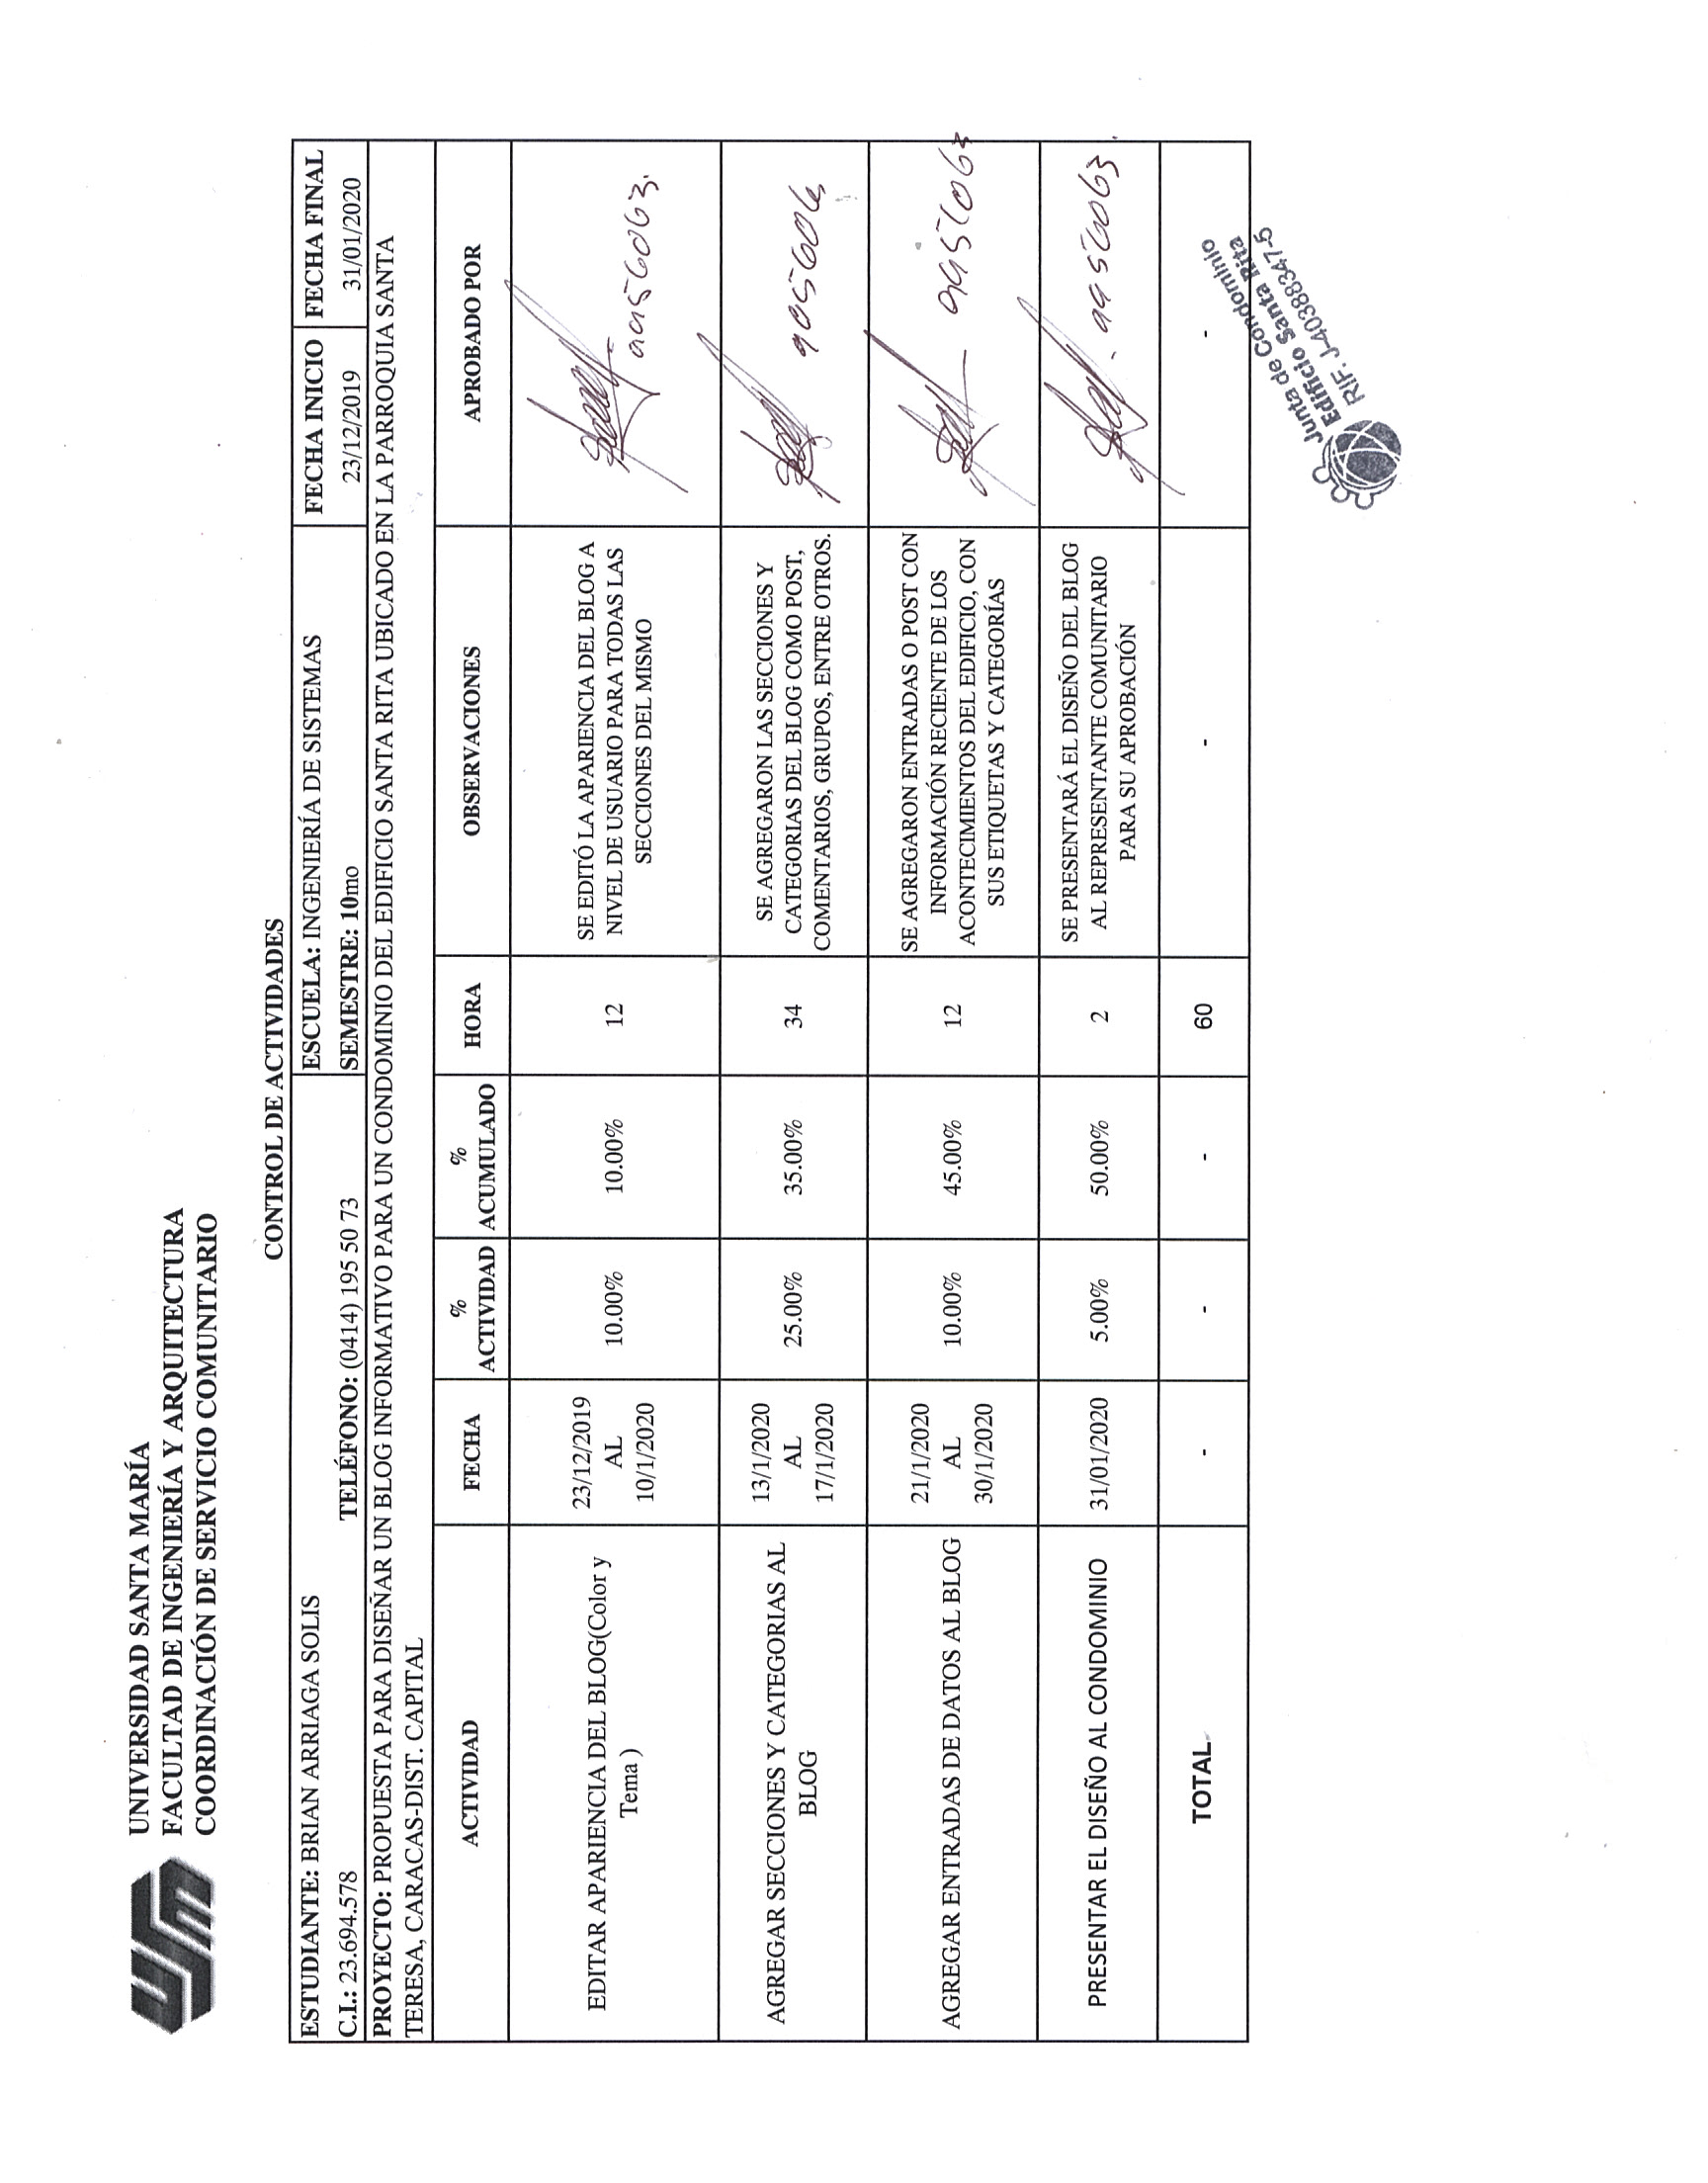 UNIVERSIDAD SANTA MARÍA
FACULTAD DE INGENIERÍA Y ARQUITECTURA
COORDINACIÓN DE SERVICIO COMUNITARIO
CONTROL DE ACTIVIDADES
ESTUDIANTE: BRIAN ARRIAGA SOLIS
C.I.: 23.694.578 TELÉFONO: (0414) 195 50 73
ESCUELA: INGENIERÍA DE SISTEMAS
SEMESTRE: 10mo
FECHA INICIO
23/12/2019
FECHA FINAL
31/01/2020
PROYECTO: PROPUESTA PARA DISEÑAR UN BLOG INFORMATIVO PARA UN CONDOMINIO DEL EDIFICIO SANTA RITA UBICADO EN LA PARROQUIA SANTA
TERESA, CARACAS-DIST. CAPITAL
ACTIVIDAD
FECHA
%
ACTIVIDAD
%
ACUMULADO
HORA
OBSERVACIONES
APROBADO POR
EDITAR APARIENCIA DEL BLOG(Color y
Tema )
23/12/2019
AL
10/1/2020
10.00%
10.00%
12
SE EDITÓ LA APARIENCIA DEL BLOG A
NIVEL DE USUARIO PARA TODAS LAS
SECCIONES DEL MISMO
AGREGAR SECCIONES Y CATEGORIAS AL
BLOG
13/1/2020
AL
17/1/2020
25.00%
35.00%
34
SE AGREGARON LAS SECCIONES Y
CATEGORIAS DEL BLOG COMO POST,
COMENTARIOS, GRUPOS, ENTRE OTROS.
AGREGAR ENTRADAS DE DATOS AL BLOG
21/1/2020
AL
30/1/2020
10.00%
45.00%
12
SE AGREGARON ENTRADAS O POST CON
INFORMACIÓN RECIENTE DE LOS
ACONTECIMIENTOS DEL EDIFICIO, CON
SUS ETIQUETAS Y CATEGORÍAS
PRESENTAR EL DISEÑO AL CONDOMINIO
31/01/2020
5.00%
50.00%
2
SE PRESENTARÁ EL DISEÑO DEL BLOG
AL REPRESENTANTE COMUNITARIO
PARA SU APROBACIÓN
TOTAL
-
-
-
60
-
-
Junta de Condominio
Edificio Santa Rita
RIF. J-40388347-5